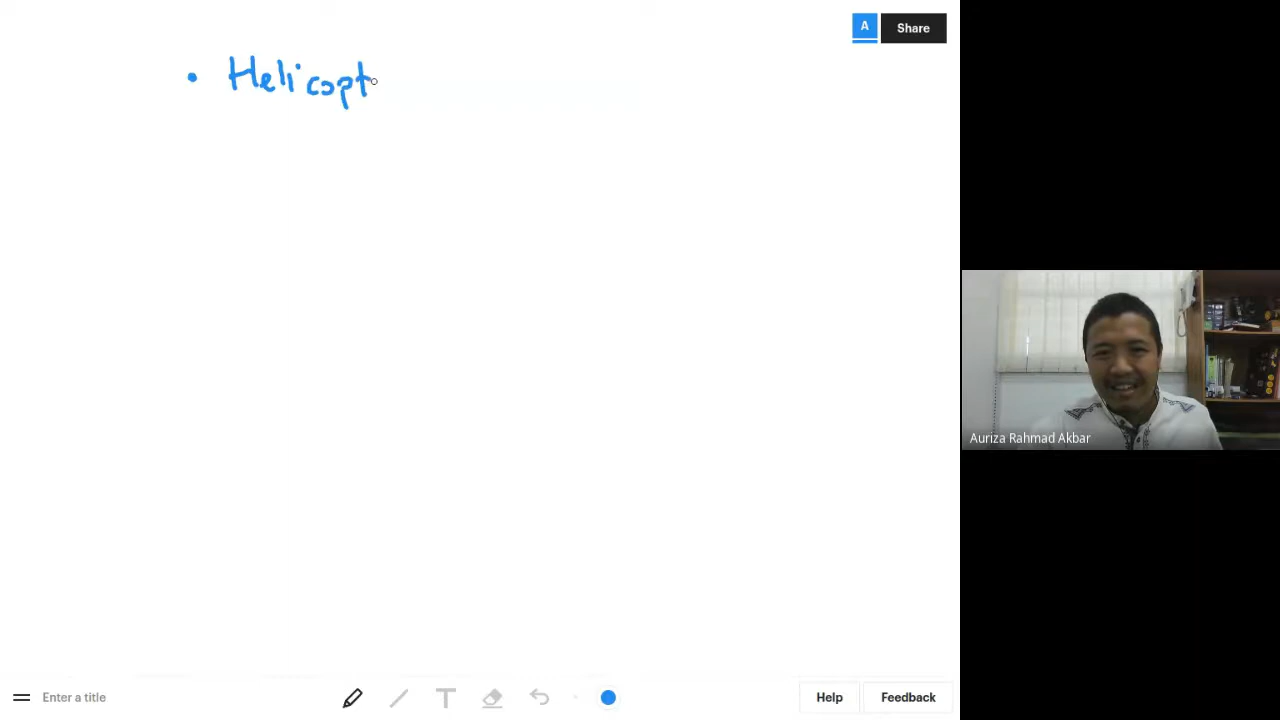 A Share
• Helicopt
Auriza Rahmad Akbar
Enter a title
T
Help Feedback